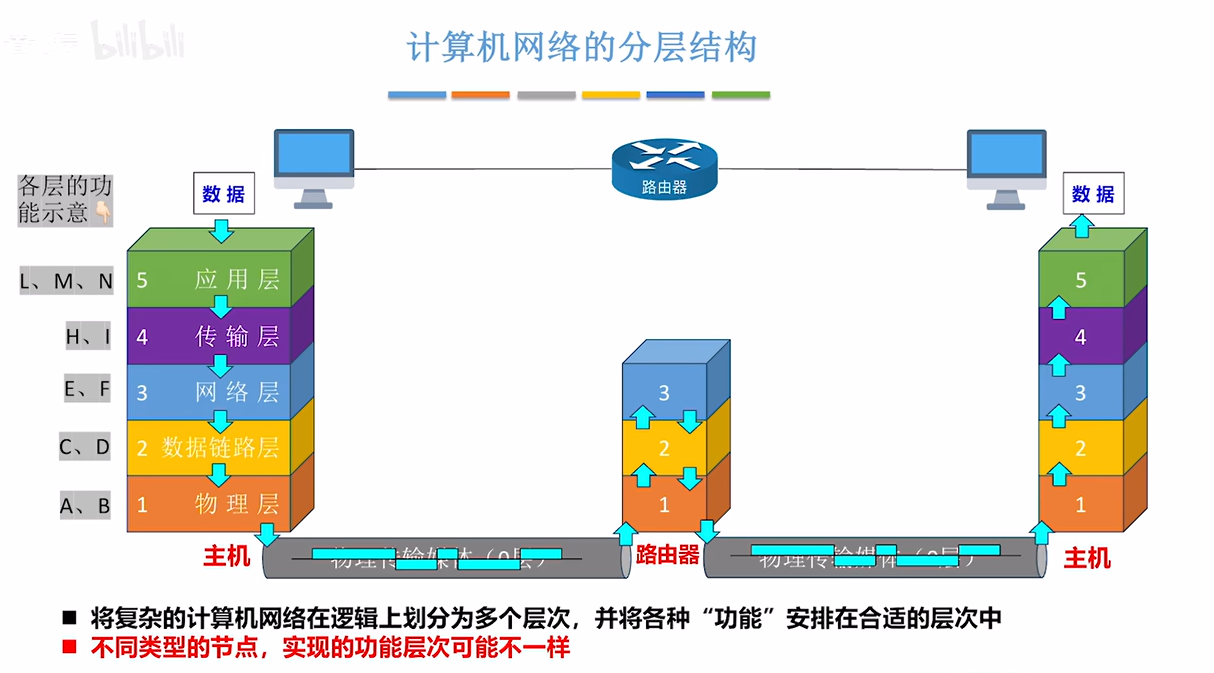 bilibili
计算机网络的分层结构
路由器
各层的功
能示意👇🏻
数据
数据
L、M、N
5 应用层
5
H、I
4 传输层
4
E、F
3 网络层
3
3
C、D
2 数据链路层
2
2
A、B
1 物理层
1
1
主机
物理传输媒体（0层）
路由器
物理传输媒体（0层）
主机
■ 将复杂的计算机网络在逻辑上划分为多个层次，并将各种“功能”安排在合适的层次中
■ 不同类型的节点，实现的功能层次可能不一样